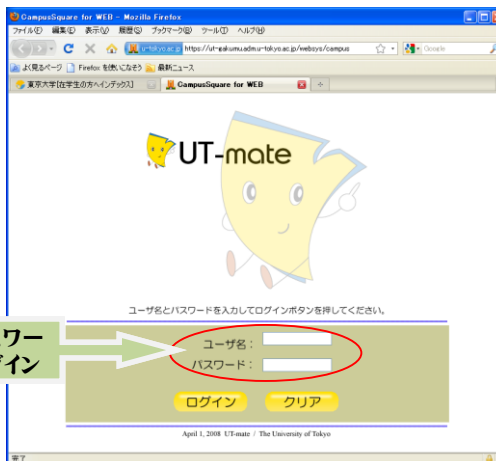 CampusSquare for WEB - Mozilla Firefox
ファイル(F) 編集(E) 表示(V) 履歴(S) ブックマーク(B) ツール(T) ヘルプ(H)
u-tokyo.ac.jp https://ut-gakumu.adm.u-tokyo.ac.jp/websys/campus
Google
よく見るページ Firefox を使いこなそう 最新ニュース
東京大学[在学生の方へインデックス] CampusSquare for WEB
UT-mate
ユーザ名とパスワードを入力してログインボタンを押してください。
ワー
イン
ユーザ名：
パスワード：
ログイン クリア
April 1, 2008 UT-mate / The University of Tokyo
完了